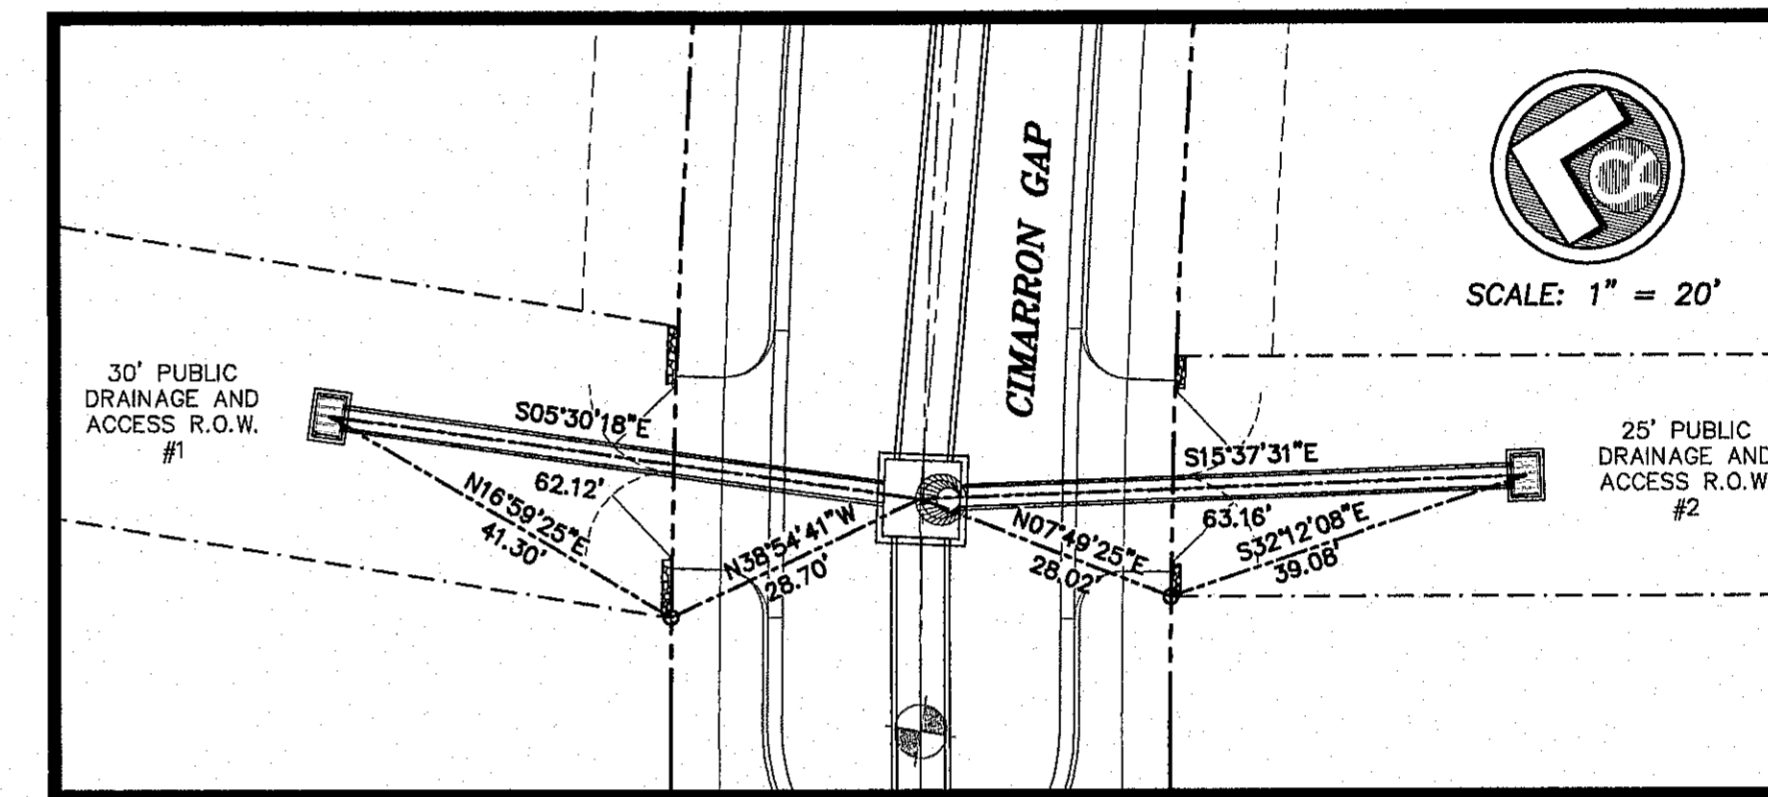 CIMARRON GAP
SCALE: 1" = 20'
30' PUBLIC
DRAINAGE AND
ACCESS R.O.W.
#1
S05°30'18"E
62.12'
N16°59'25"E
41.30'
N38°54'41"W
28.70'
S15°37'31"E
63.16'
N07°49'25"E
28.02'
S32°12'08"E
39.08'
25' PUBLIC
DRAINAGE AND
ACCESS R.O.W.
#2